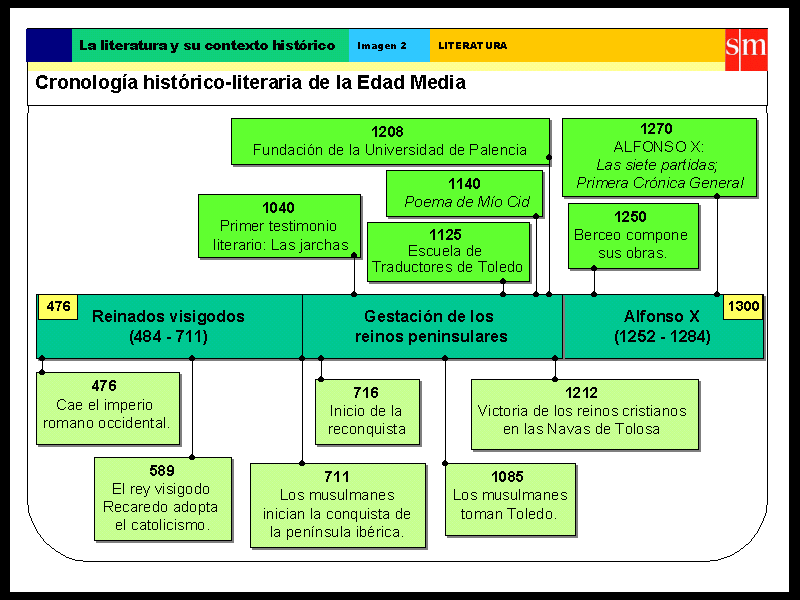 La literatura y su contexto histórico
Imagen 2
LITERATURA
sm
Cronología histórico-literaria de la Edad Media
1208
Fundación de la Universidad de Palencia
1270
ALFONSO X:
Las siete partidas;
Primera Crónica General
1140
Poema de Mío Cid
1040
Primer testimonio
literario: Las jarchas
1125
Escuela de
Traductores de Toledo
1250
Berceo compone
sus obras.
476
Reinados visigodos
(484 - 711)
Gestación de los
reinos peninsulares
Alfonso X
(1252 - 1284)
1300
476
Cae el imperio
romano occidental.
716
Inicio de la
reconquista
1212
Victoria de los reinos cristianos
en las Navas de Tolosa
589
El rey visigodo
Recaredo adopta
el catolicismo.
711
Los musulmanes
inician la conquista de
la península ibérica.
1085
Los musulmanes
toman Toledo.